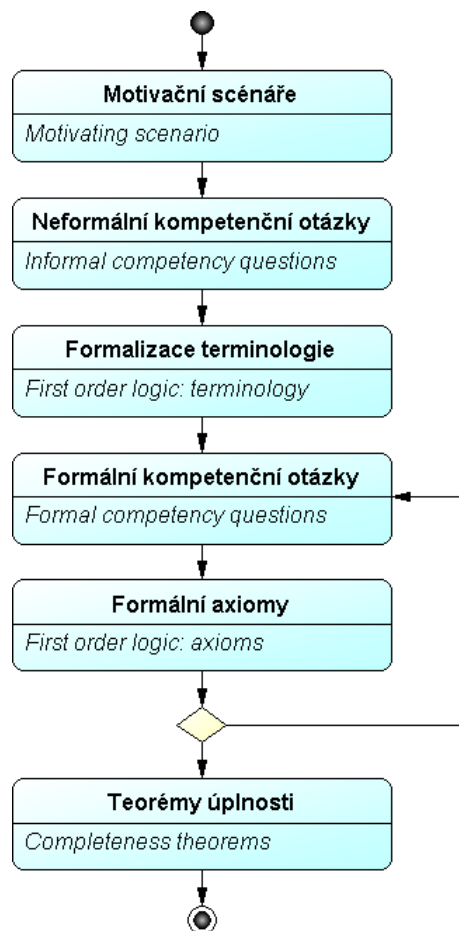 Motivační scénáře
Motivating scenario
Neformální kompetenční otázky
Informal competency questions
Formalizace terminologie
First order logic: terminology
Formální kompetenční otázky
Formal competency questions
Formální axiomy
First order logic: axioms
Teorémy úplnosti
Completeness theorems